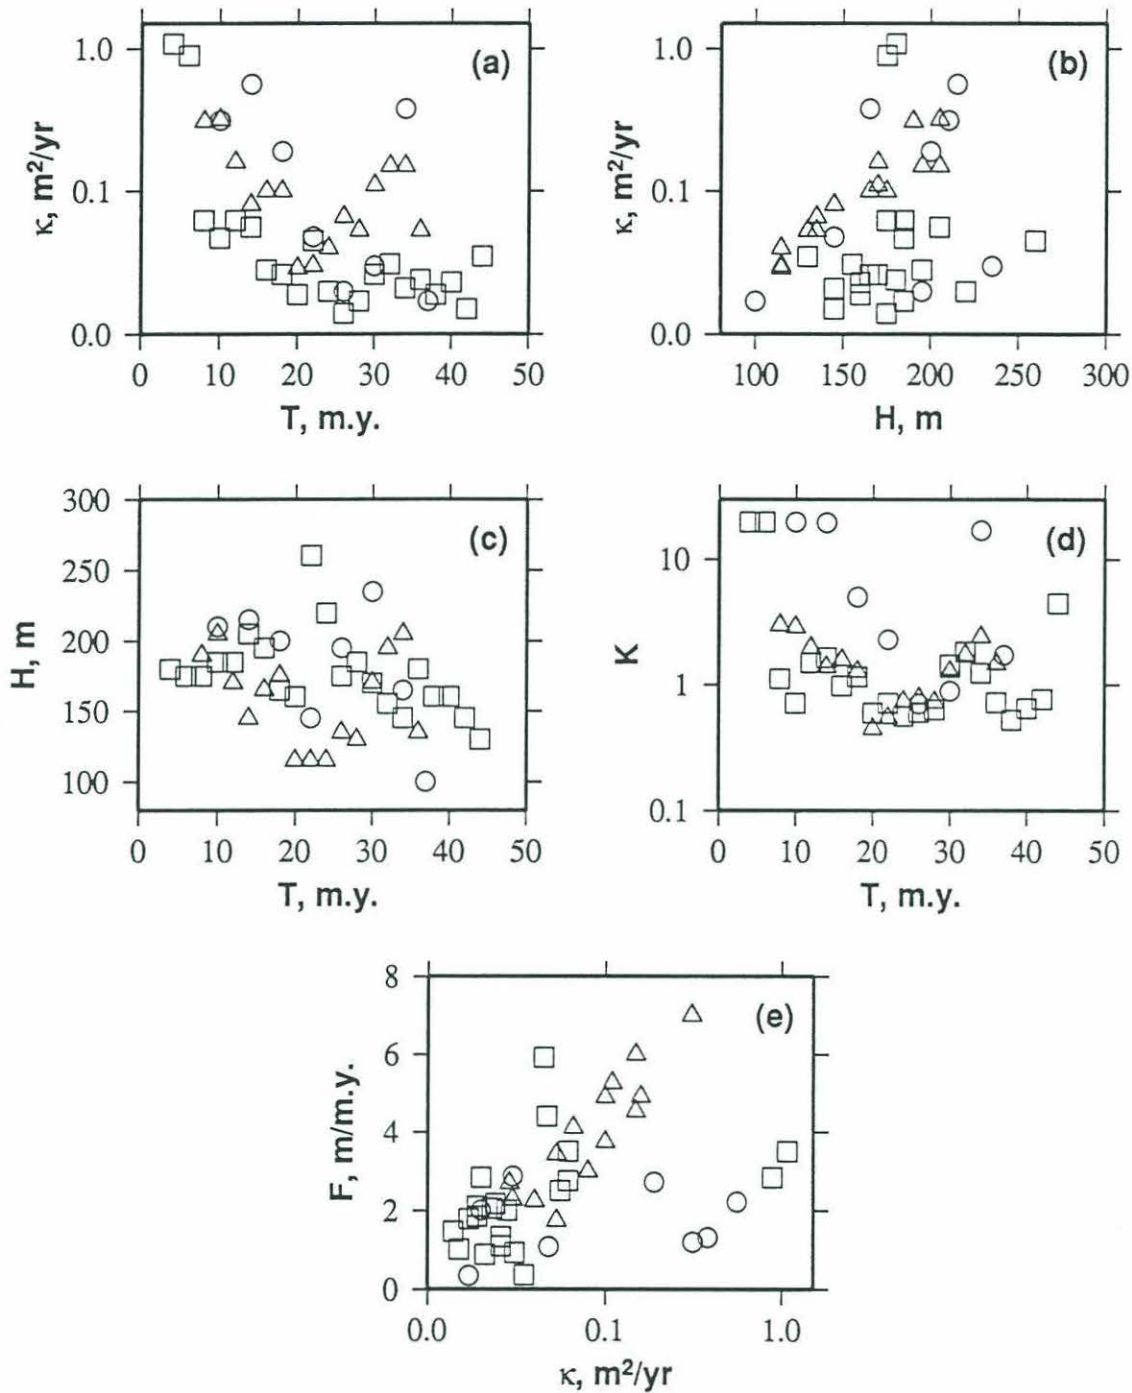 (a)
κ, m²/yr
1.0
0.1
0.0
0 10 20 30 40 50
T, m.y.
(b)
κ, m²/yr
1.0
0.1
0.0
100 150 200 250 300
H, m
(c)
H, m
300
250
200
150
100
0 10 20 30 40 50
T, m.y.
(d)
K
10
1
0.1
0 10 20 30 40 50
T, m.y.
(e)
F, m/m.y.
8
6
4
2
0
0.0 0.1 1.0
κ, m²/yr